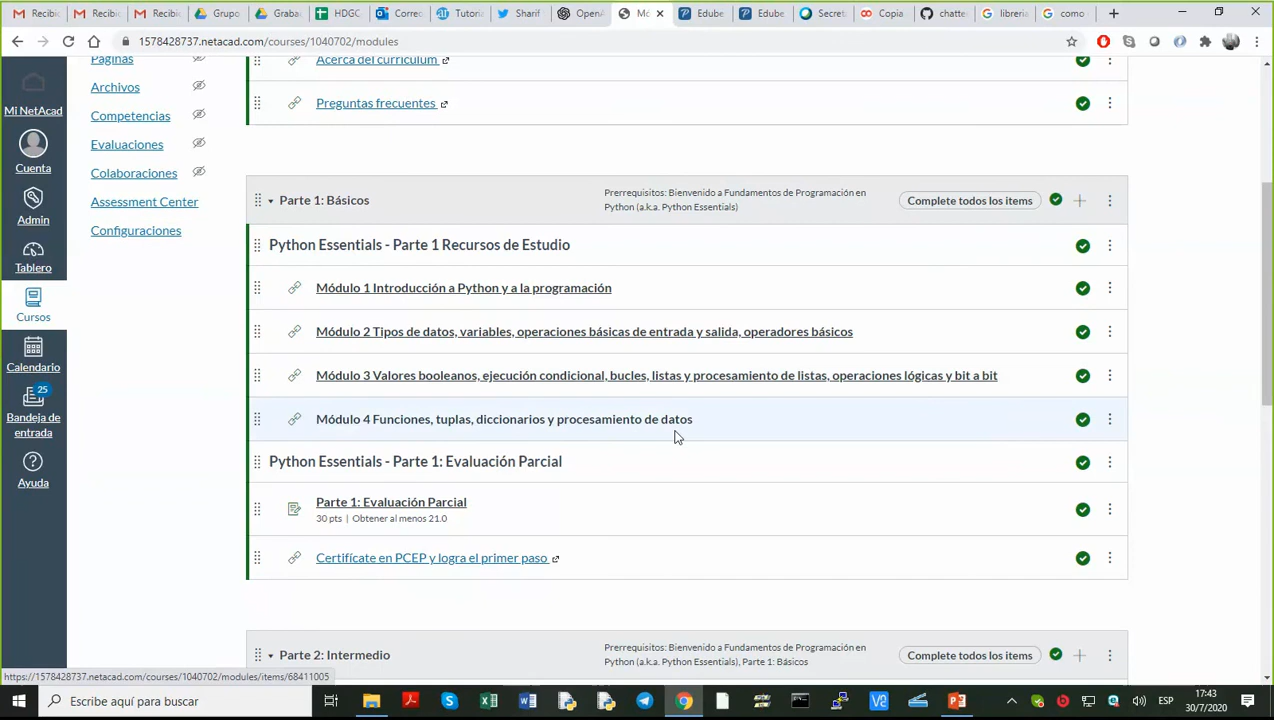 Recibio
Recibi
Recibi
Grupo
Grabac
HDGC
Correo
Tutoria
Sharif
OpenA
Mó
Edube
Edube
Secreta
Copia
chatte
libreria
como
1578428737.netacad.com/courses/1040702/modules
Mi NetAcad
Cuenta
Admin
Tablero
Cursos
Calendario
25
Bandeja de
entrada
Ayuda
Páginas
Archivos
Competencias
Evaluaciones
Colaboraciones
Assessment Center
Configuraciones
Acerca del currículum
Preguntas frecuentes
Parte 1: Básicos
Prerrequisitos: Bienvenido a Fundamentos de Programación en
Python (a.k.a. Python Essentials)
Complete todos los items
Python Essentials - Parte 1 Recursos de Estudio
Módulo 1 Introducción a Python y a la programación
Módulo 2 Tipos de datos, variables, operaciones básicas de entrada y salida, operadores básicos
Módulo 3 Valores booleanos, ejecución condicional, bucles, listas y procesamiento de listas, operaciones lógicas y bit a bit
Módulo 4 Funciones, tuplas, diccionarios y procesamiento de datos
Python Essentials - Parte 1: Evaluación Parcial
Parte 1: Evaluación Parcial
30 pts | Obtener al menos 21.0
Certifícate en PCEP y logra el primer paso
Parte 2: Intermedio
Prerrequisitos: Bienvenido a Fundamentos de Programación en
Python (a.k.a. Python Essentials), Parte 1: Básicos
Complete todos los items
https://1578428737.netacad.com/courses/1040702/modules/items/68411005
Escribe aquí para buscar
ESP
17:43
30/7/2020